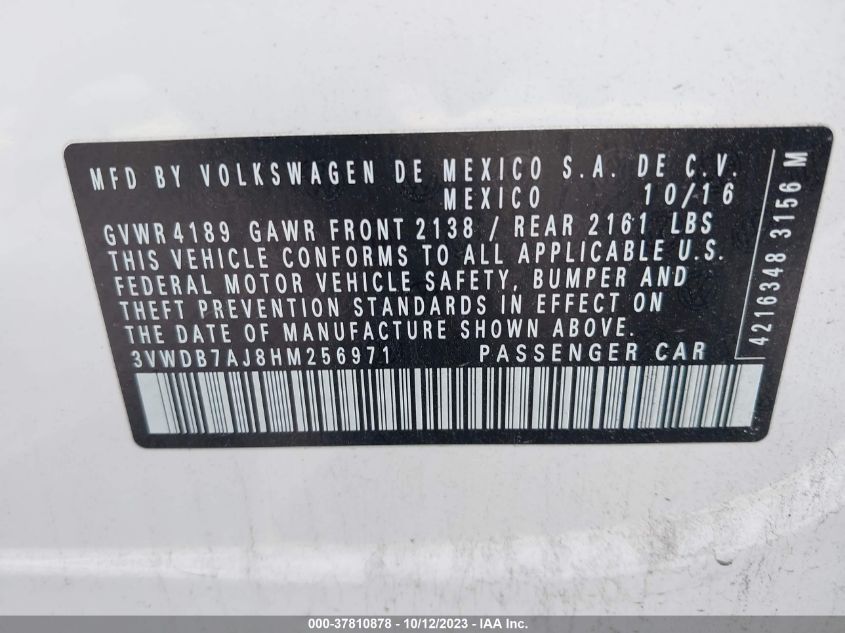 MFD BY VOLKSWAGEN DE MEXICO S.A. DE C.V.
MEXICO 10/16
GVWR 4189 GAWR FRONT 2138 / REAR 2161 LBS
THIS VEHICLE CONFORMS TO ALL APPLICABLE U.S.
FEDERAL MOTOR VEHICLE SAFETY, BUMPER AND
THEFT PREVENTION STANDARDS IN EFFECT ON
THE DATE OF MANUFACTURE SHOWN ABOVE.
3VWDB7AJ8HM256971 PASSENGER CAR
4216348 3156 M
000-37810878 - 10/12/2023 - IAA Inc.